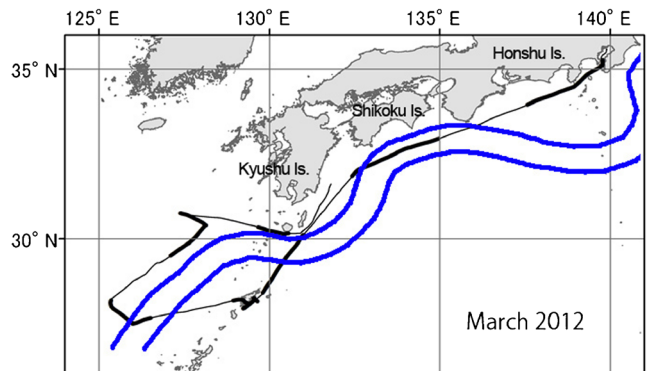 125° E 130° E 135° E 140° E
35° N
Honshu Is.
Shikoku Is.
Kyushu Is.
30° N
March 2012